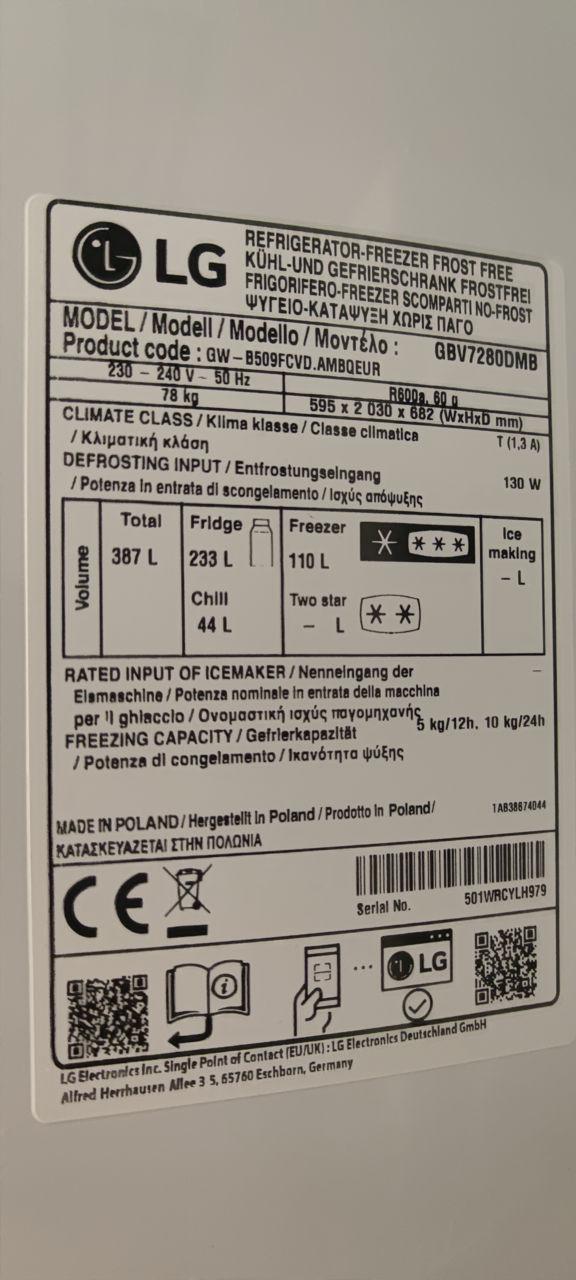 LG
REFRIGERATOR-FREEZER FROST FREE
KÜHL-UND GEFRIERSCHRANK FROSTFREI
FRIGORIFERO-FREEZER SCOMPARTI NO-FROST
ΨΥΓΕΙΟ-ΚΑΤΑΨΥΞΗ ΧΩΡΙΣ ΠΑΓΟ
MODEL / Modell / Modello / Μοντέλο : GBV7280DMB
Product code : GW-B509FCVD.AMBQEUR
230 - 240 V ~ 50 Hz R600a, 60 g
78 kg 595 x 2 030 x 682 (WxHxD mm)
CLIMATE CLASS / Klima klasse / Classe climatica
/ Κλιματική κλάση T (1,3 A)
DEFROSTING INPUT / Entfrostungseingang
/ Potenza in entrata di scongelamento / Ισχύς απόψυξης 130 W
Volume
Total Fridge Freezer Ice making
387 L 233 L 110 L - L
Chill Two star
44 L - L
RATED INPUT OF ICEMAKER / Nenneingang der -
Eismaschine / Potenza nominale in entrata della macchina
per il ghiaccio / Ονομαστική ισχύς παγομηχανής
FREEZING CAPACITY / Gefrierkapazität 5 kg/12h, 10 kg/24h
/ Potenza di congelamento / Ικανότητα ψύξης
MADE IN POLAND / Hergestellt in Poland / Prodotto in Poland/ 1AB38674044
ΚΑΤΑΣΚΕΥΑΖΕΤΑΙ ΣΤΗΝ ΠΟΛΩΝΙΑ
CE
Serial No. 501WRCYLH979
i
LG
LG Electronics Inc. Single Point of Contact (EU/UK) : LG Electronics Deutschland GmbH
Alfred Herrhausen Allee 3 5, 65760 Eschborn, Germany